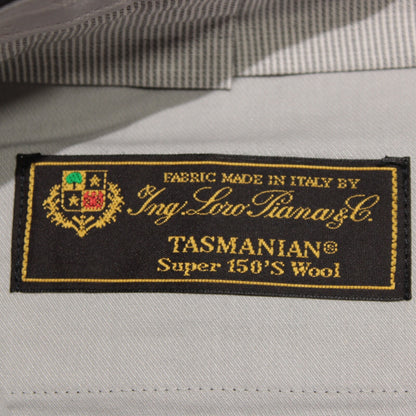 FABRIC MADE IN ITALY BY
Ing. Loro Piana & C.
TASMANIAN®
Super 150'S Wool